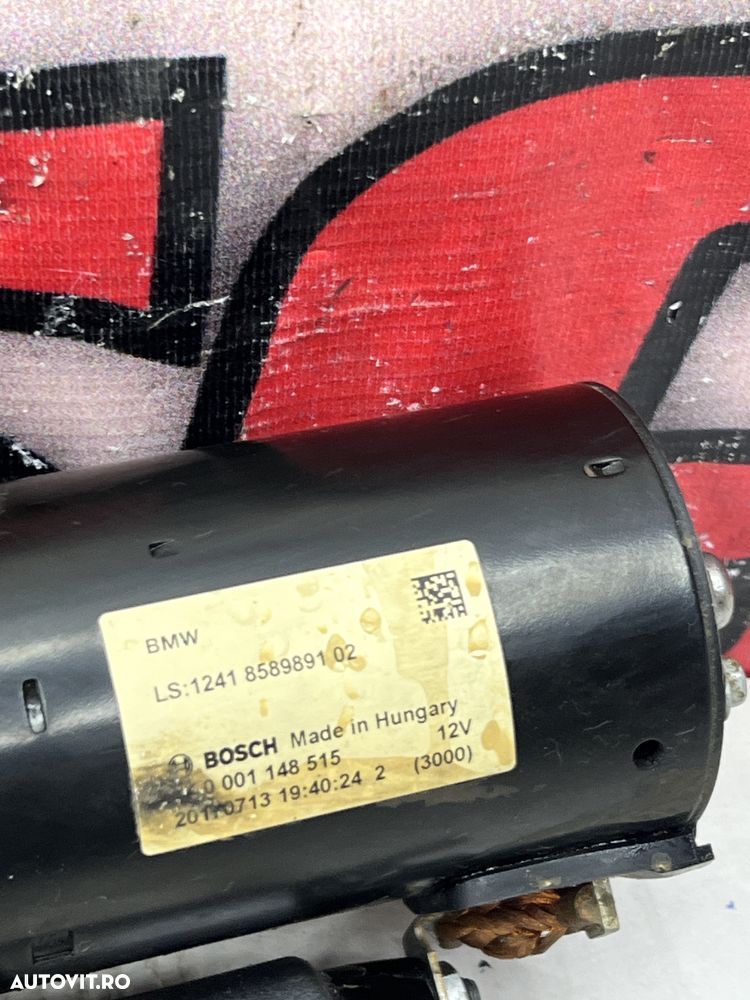 BMW
LS:1241 8589891 02
BOSCH Made in Hungary
0 001 148 515 12V
20170713 19:40:24 2 (3000)
AUTOVIT.RO